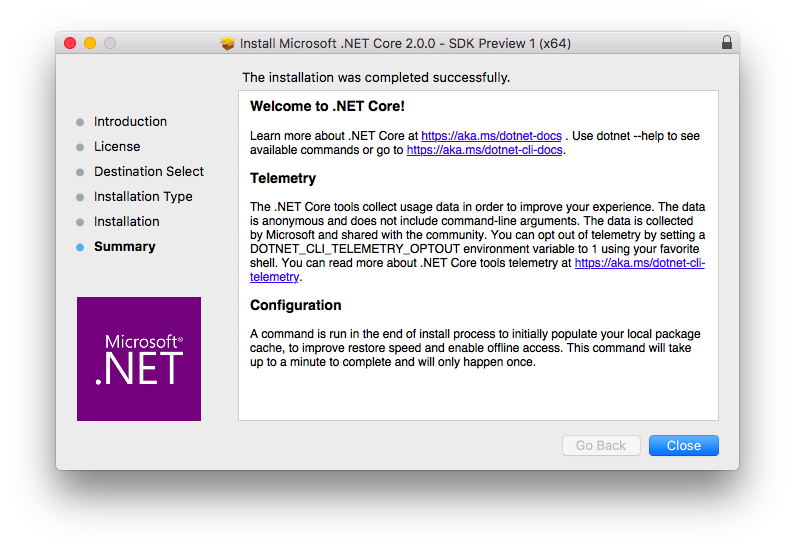 Install Microsoft .NET Core 2.0.0 - SDK Preview 1 (x64)
The installation was completed successfully.
Introduction
License
Destination Select
Installation Type
Installation
Summary
Microsoft®
.NET
Welcome to .NET Core!
Learn more about .NET Core at https://aka.ms/dotnet-docs . Use dotnet --help to see
available commands or go to https://aka.ms/dotnet-cli-docs.
Telemetry
The .NET Core tools collect usage data in order to improve your experience. The data
is anonymous and does not include command-line arguments. The data is collected
by Microsoft and shared with the community. You can opt out of telemetry by setting a
DOTNET_CLI_TELEMETRY_OPTOUT environment variable to 1 using your favorite
shell. You can read more about .NET Core tools telemetry at https://aka.ms/dotnet-cli-
telemetry.
Configuration
A command is run in the end of install process to initially populate your local package
cache, to improve restore speed and enable offline access. This command will take
up to a minute to complete and will only happen once.
Go Back
Close